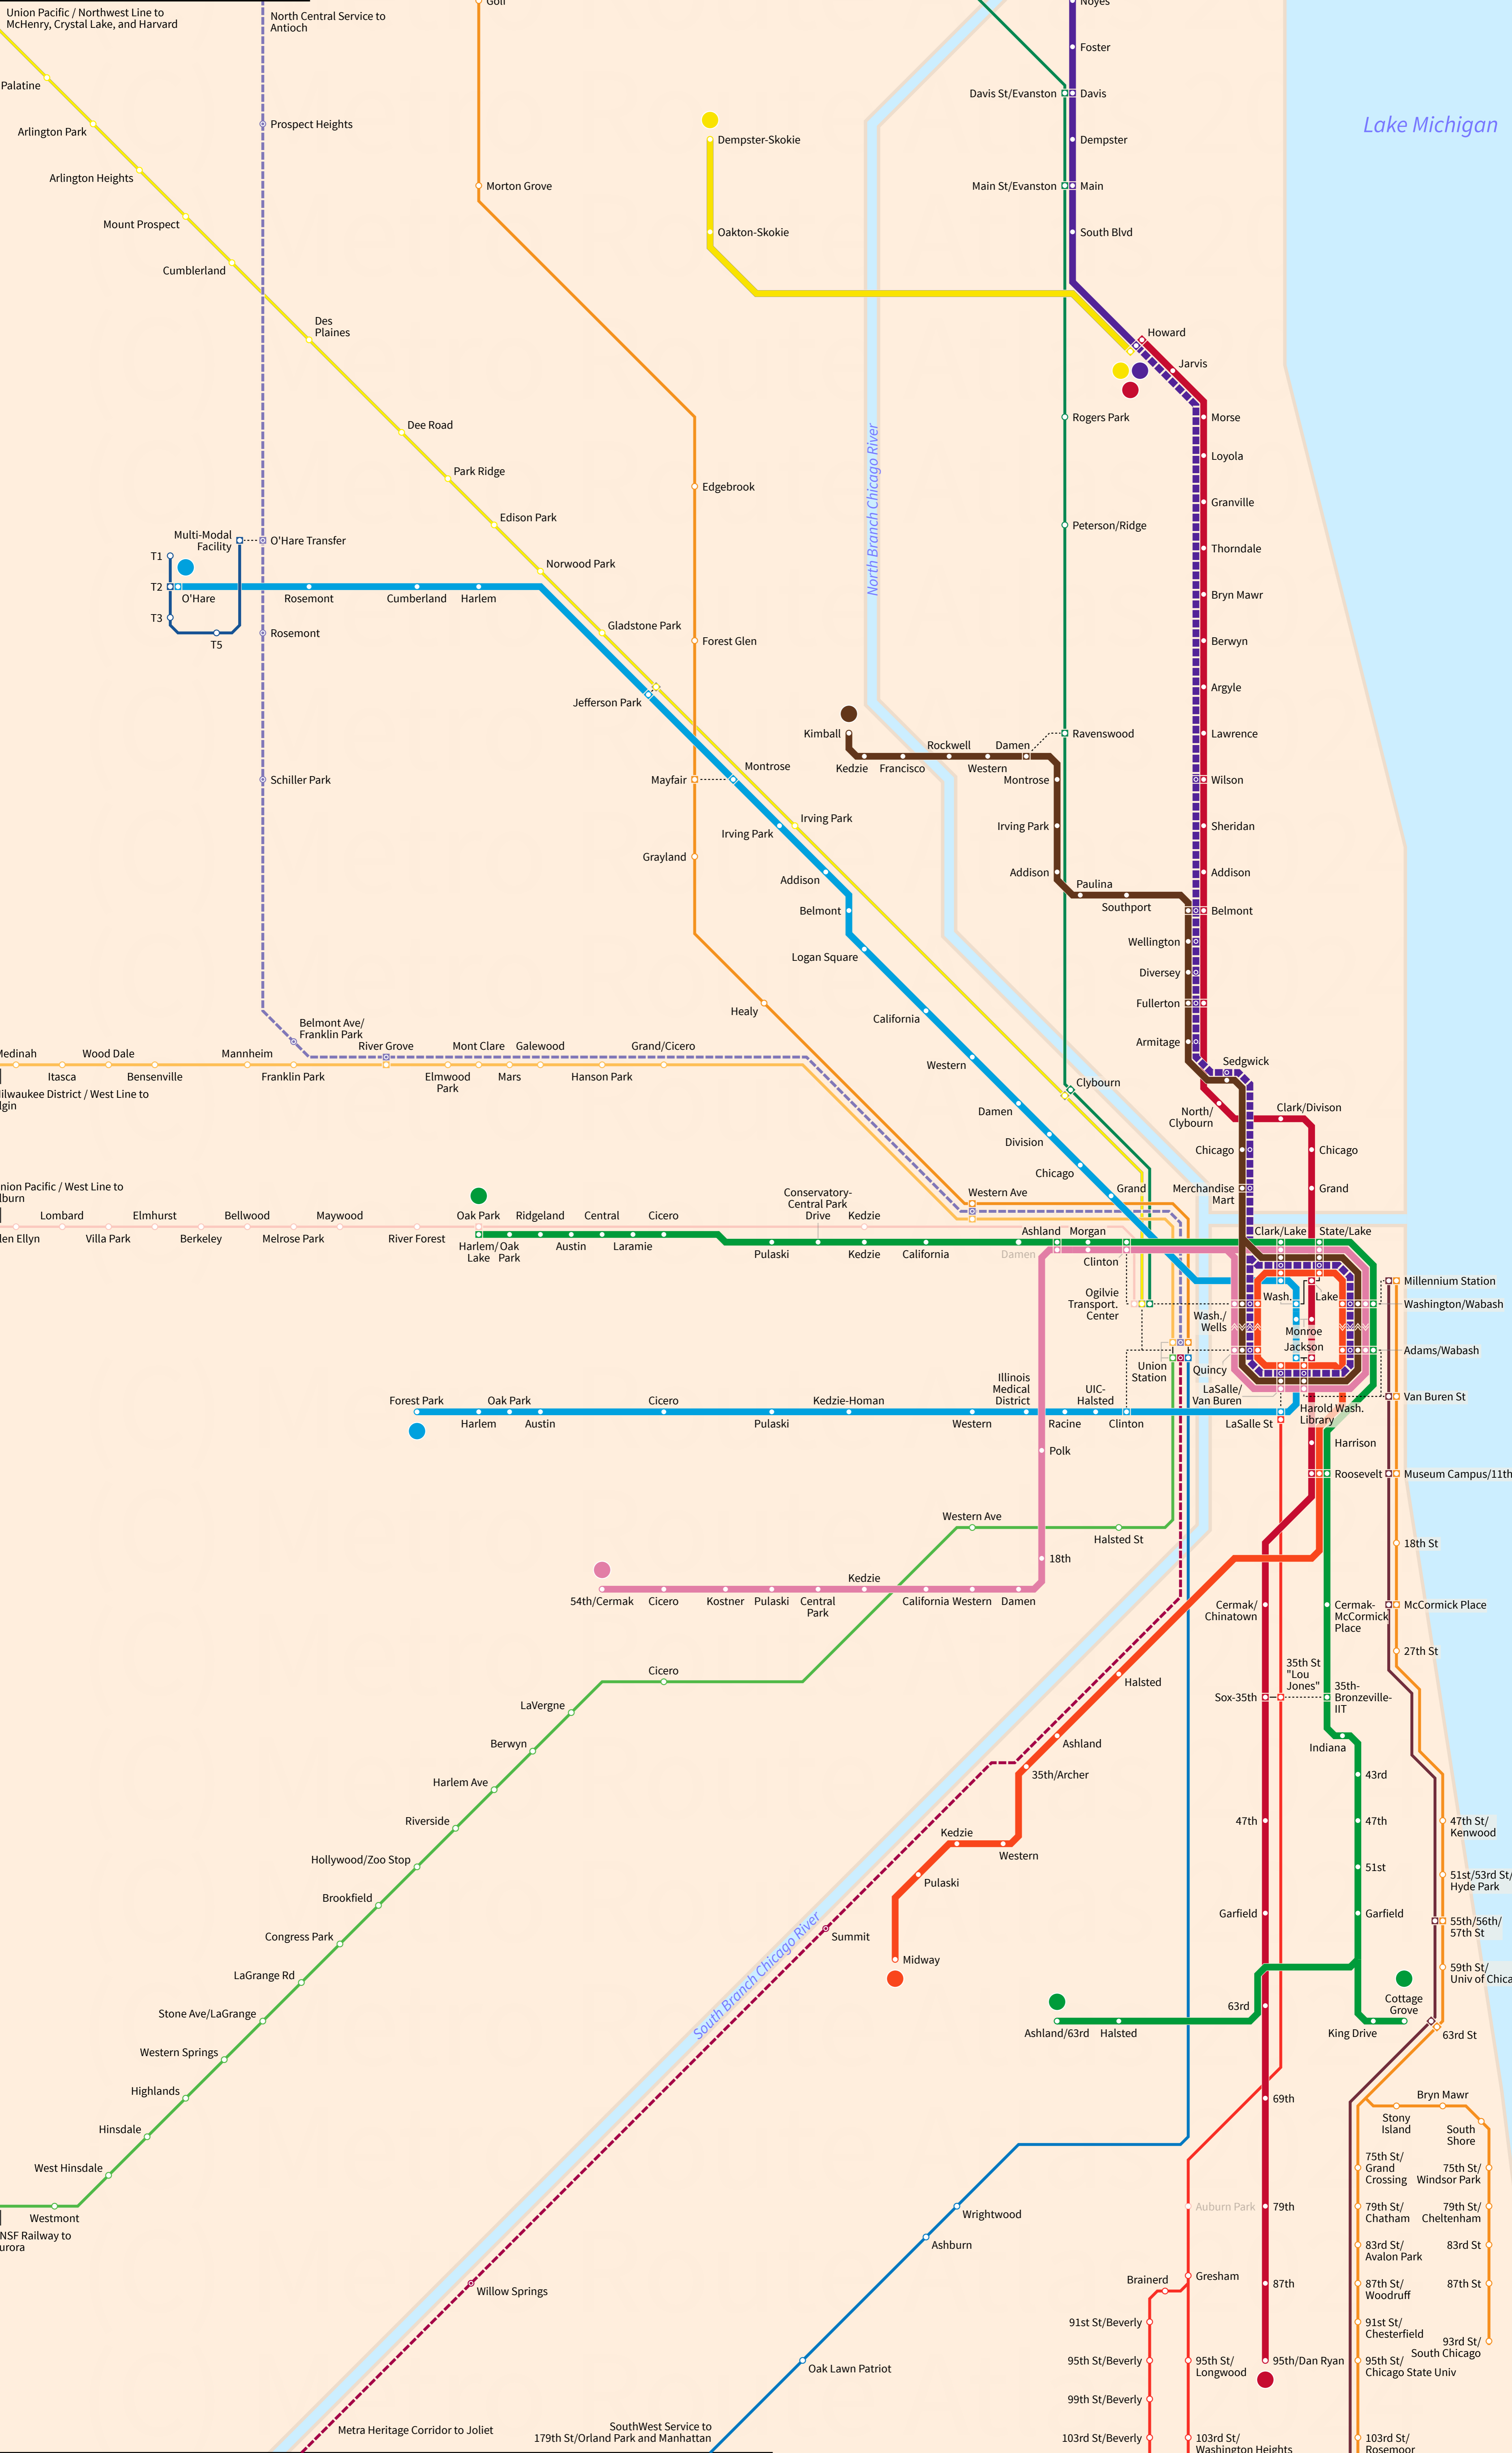 Union Pacific / Northwest Line to
McHenry, Crystal Lake, and Harvard
North Central Service to
Antioch
Golf
Noyes
Foster
Palatine
Davis St/Evanston
Davis
Lake Michigan
Arlington Park
Prospect Heights
Dempster-Skokie
Dempster
Arlington Heights
Morton Grove
Main St/Evanston
Main
Mount Prospect
Oakton-Skokie
South Blvd
Cumblerland
Des
Plaines
Howard
Jarvis
Dee Road
Rogers Park
Morse
Park Ridge
Loyola
Edgebrook
North Branch Chicago River
Granville
Edison Park
Peterson/Ridge
Multi-Modal
Facility
O'Hare Transfer
Thorndale
T1
Norwood Park
T2
O'Hare
Rosemont
Cumberland
Harlem
Bryn Mawr
T3
T5
Rosemont
Gladstone Park
Forest Glen
Berwyn
Jefferson Park
Argyle
Kimball
Ravenswood
Lawrence
Rockwell
Damen
Kedzie
Francisco
Western
Schiller Park
Mayfair
Montrose
Montrose
Wilson
Irving Park
Irving Park
Irving Park
Sheridan
Grayland
Addison
Addison
Addison
Paulina
Southport
Belmont
Belmont
Logan Square
Wellington
Diversey
Healy
California
Fullerton
Belmont Ave/
Franklin Park
Armitage
Medinah
Wood Dale
Mannheim
River Grove
Mont Clare
Galewood
Grand/Cicero
Western
Sedgwick
Itasca
Bensenville
Franklin Park
Elmwood
Park
Mars
Hanson Park
Clybourn
Milwaukee District / West Line to
Elgin
Damen
North/
Clybourn
Clark/Divison
Division
Chicago
Chicago
Chicago
Union Pacific / West Line to
Elburn
Grand
Merchandise
Mart
Grand
Western Ave
Conservatory-
Central Park
Drive
Kedzie
Lombard
Elmhurst
Bellwood
Maywood
Oak Park
Ridgeland
Central
Cicero
Glen Ellyn
Villa Park
Berkeley
Melrose Park
River Forest
Harlem/
Lake
Oak
Park
Austin
Laramie
Pulaski
Kedzie
California
Damen
Ashland
Morgan
Clinton
Clark/Lake
State/Lake
Millennium Station
Ogilvie
Transport.
Center
Wash.
Lake
Wash./
Wells
Washington/Wabash
Monroe
Jackson
Adams/Wabash
Union
Station
Quincy
LaSalle/
Van Buren
Van Buren St
Harold Wash.
Library
LaSalle St
Forest Park
Harlem
Oak Park
Austin
Cicero
Pulaski
Kedzie-Homan
Western
Illinois
Medical
District
Racine
UIC-
Halsted
Clinton
Polk
Harrison
Roosevelt
Museum Campus/11th
Western Ave
Halsted St
18th St
18th
54th/Cermak
Cicero
Kostner
Pulaski
Central
Park
Kedzie
California
Western
Damen
Cermak/
Chinatown
Cermak-
McCormick
Place
McCormick Place
27th St
Cicero
Halsted
35th St
"Lou
Jones"
Sox-35th
35th-
Bronzeville-
IIT
LaVergne
Berwyn
Ashland
Indiana
Harlem Ave
35th/Archer
43rd
Riverside
Kedzie
Western
47th
47th
47th St/
Kenwood
Hollywood/Zoo Stop
Pulaski
51st
51st/53rd St/
Hyde Park
Brookfield
Garfield
Garfield
55th/56th/
57th St
Congress Park
Summit
Midway
59th St/
Univ of Chica
LaGrange Rd
South Branch Chicago River
Cottage
Grove
63rd
Stone Ave/LaGrange
Ashland/63rd
Halsted
King Drive
63rd St
Western Springs
Highlands
69th
Bryn Mawr
Stony
Island
South
Shore
Hinsdale
West Hinsdale
75th St/
Grand
Crossing
75th St/
Windsor Park
Westmont
BNSF Railway to
Aurora
Wrightwood
Auburn Park
79th
79th St/
Chatham
79th St/
Cheltenham
Ashburn
83rd St/
Avalon Park
83rd St
Willow Springs
Brainerd
Gresham
87th
87th St/
Woodruff
87th St
91st St/Beverly
91st St/
Chesterfield
93rd St/
South Chicago
Oak Lawn Patriot
95th St/Beverly
95th St/
Longwood
95th/Dan Ryan
95th St/
Chicago State Univ
99th St/Beverly
Metra Heritage Corridor to Joliet
SouthWest Service to
179th St/Orland Park and Manhattan
103rd St/Beverly
103rd St/
Washington Heights
103rd St/
Rosemoor